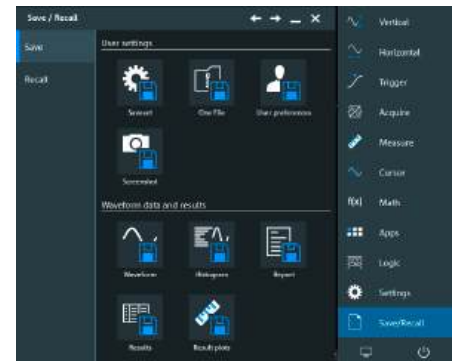 Save / Recall
Save
Recall
User settings
Saveset
One File
User preferences
Screenshot
Waveform data and results
Waveform
Histogram
Report
Results
Result plots
Vertical
Horizontal
Trigger
Acquire
Measure
Cursor
f(x) Math
Apps
Logic
Settings
Save/Recall